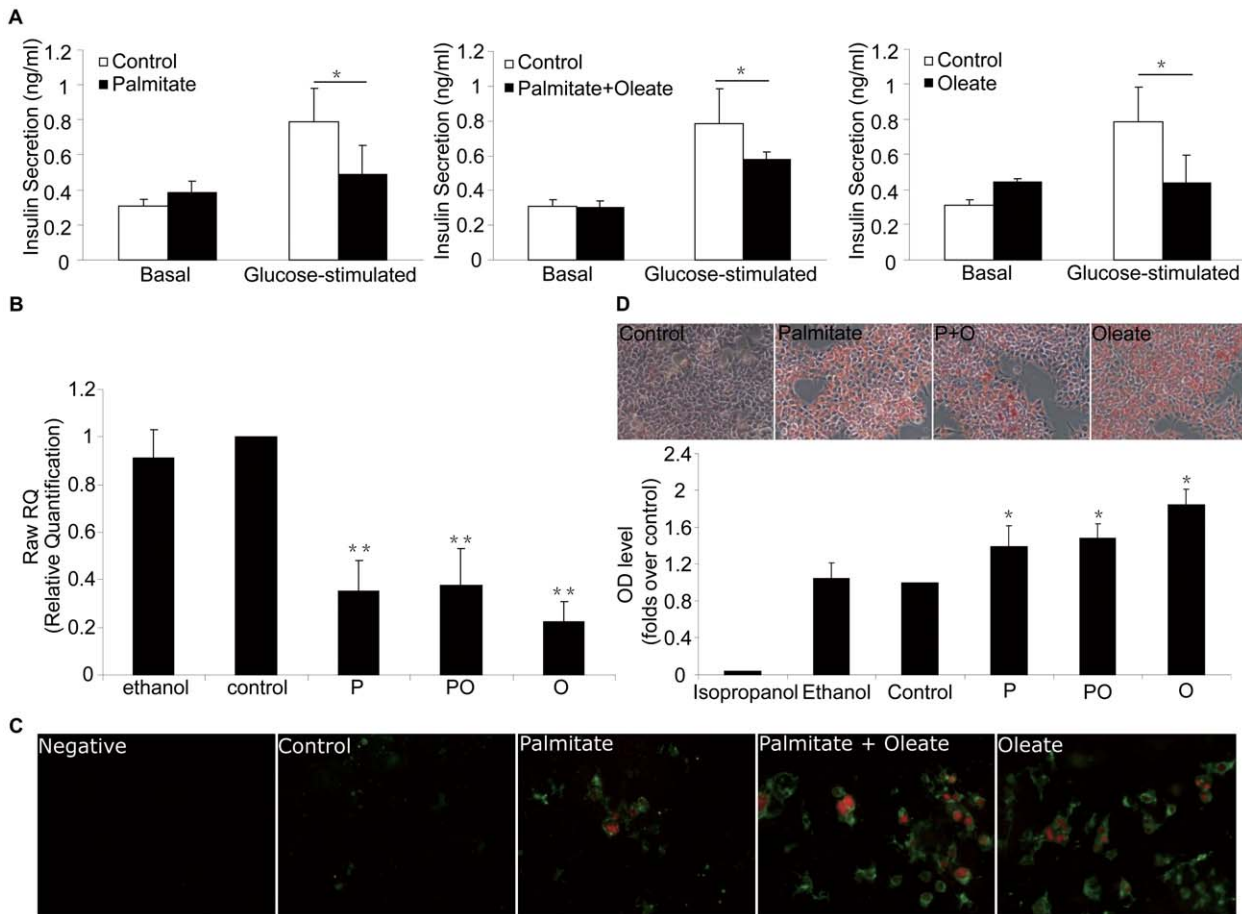 A
Insulin Secretion (ng/ml)
1.2
1
0.8
0.6
0.4
0.2
0
Control
Palmitate
*
Basal
Glucose-stimulated
Insulin Secretion (ng/ml)
1.2
1
0.8
0.6
0.4
0.2
0
Control
Palmitate+Oleate
*
Basal
Glucose-stimulated
Insulin Secretion (ng/ml)
1.2
1
0.8
0.6
0.4
0.2
0
Control
Oleate
*
Basal
Glucose-stimulated
B
Raw RQ
(Relative Quantification)
1.2
1
0.8
0.6
0.4
0.2
0
**
**
**
ethanol
control
P
PO
O
D
Control
Palmitate
P+O
Oleate
OD level
(folds over control)
2.4
2
1.6
1.2
0.8
0.4
0
*
*
*
Isopropanol
Ethanol
Control
P
PO
O
C
Negative
Control
Palmitate
Palmitate + Oleate
Oleate